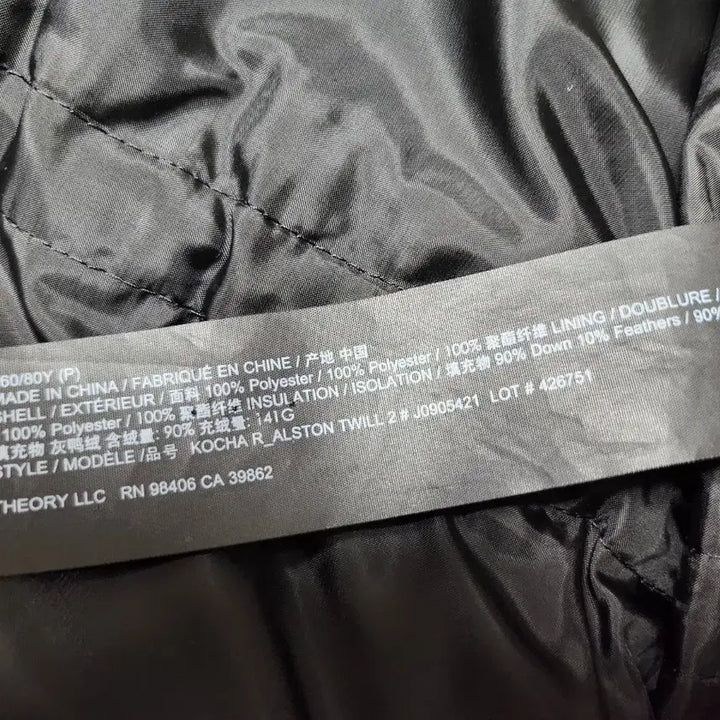 60/80Y (P)
MADE IN CHINA / FABRIQUÉ EN CHINE / 产地 中国
SHELL / EXTÉRIEUR / 面料 100% Polyester / 100% Polyester / 100% 聚酯纤维 LINING / DOUBLURE /
100% Polyester / 100% 聚酯纤维 INSULATION / ISOLATION / 填充物 90% Down 10% Feathers / 90%
填充物 灰鸭绒 含绒量: 90% 充绒量: 141G
STYLE / MODÈLE / 品号 KOCHA R_ALSTON TWILL 2 # J0905421 LOT # 426751
THEORY LLC RN 98406 CA 39862